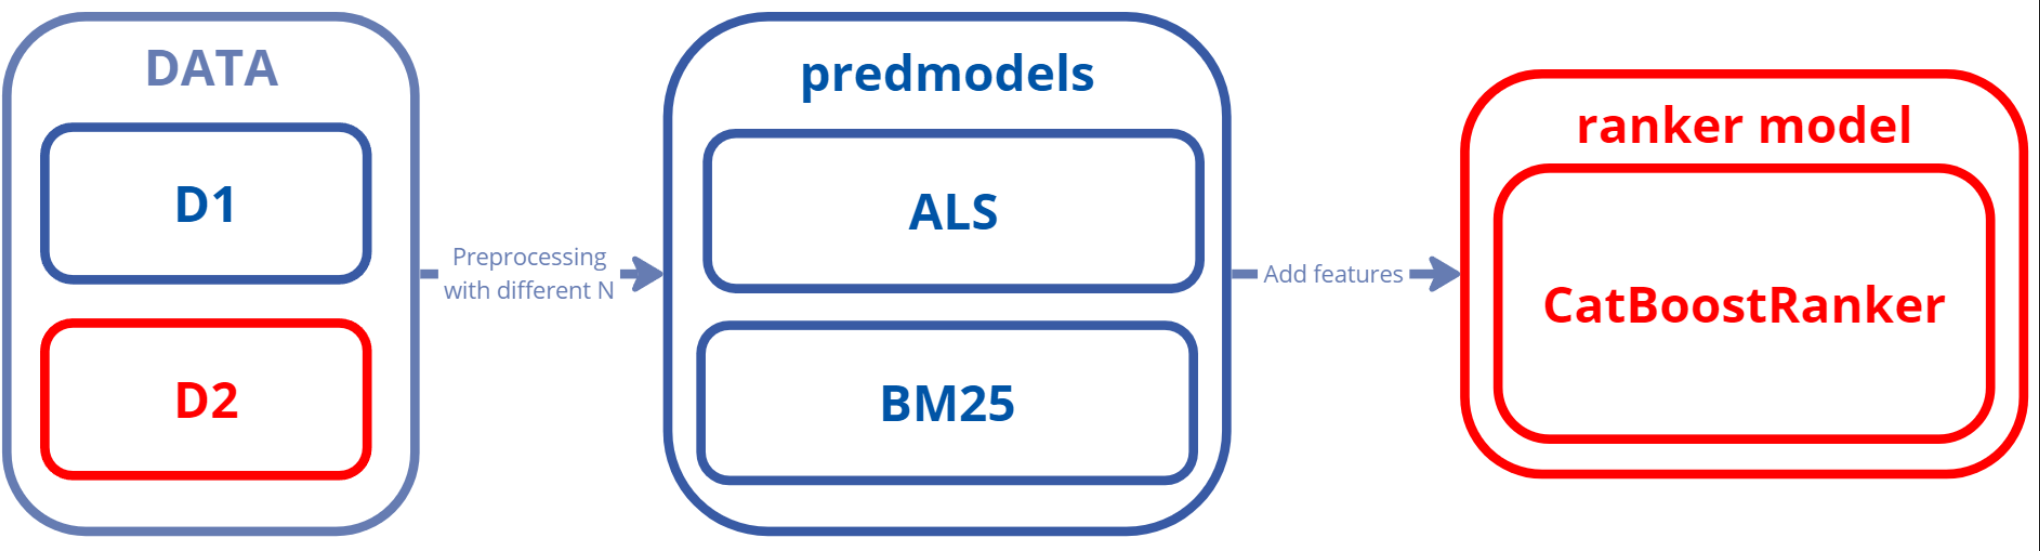 DATA
D1
D2
Preprocessing
with different N
predmodels
ALS
BM25
Add features
ranker model
CatBoostRanker